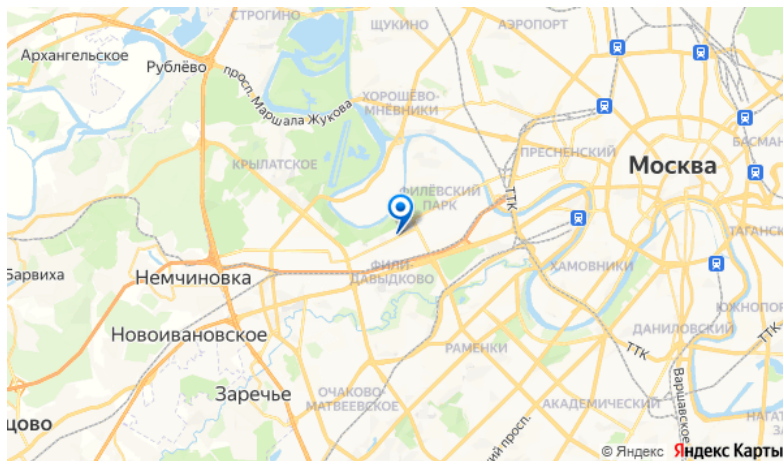 СТРОГИНО
ЩУКИНО
АЭРОПОРТ
Архангельское
Рублёво
просп. Маршала Жукова
ХОРОШЁВО-
МНЁВНИКИ
БАСМАН
ПРЕСНЕНСКИЙ
КРЫЛАТСКОЕ
Москва
ФИЛЁВСКИЙ
ПАРК
ТТК
ТАГАНСК
Барвиха
Немчиновка
ФИЛИ-
ДАВЫДКОВО
ХАМОВНИКИ
ЮЖНОПОР
Новоивановское
ДАНИЛОВСКИЙ
РАМЕНКИ
ТТК
Заречье
ОЧАКОВО-
МАТВЕЕВСКОЕ
Варшавское
АКАДЕМИЧЕСКИЙ
НАГАТ
цово
ский просп.
© Яндекс Яндекс Карты